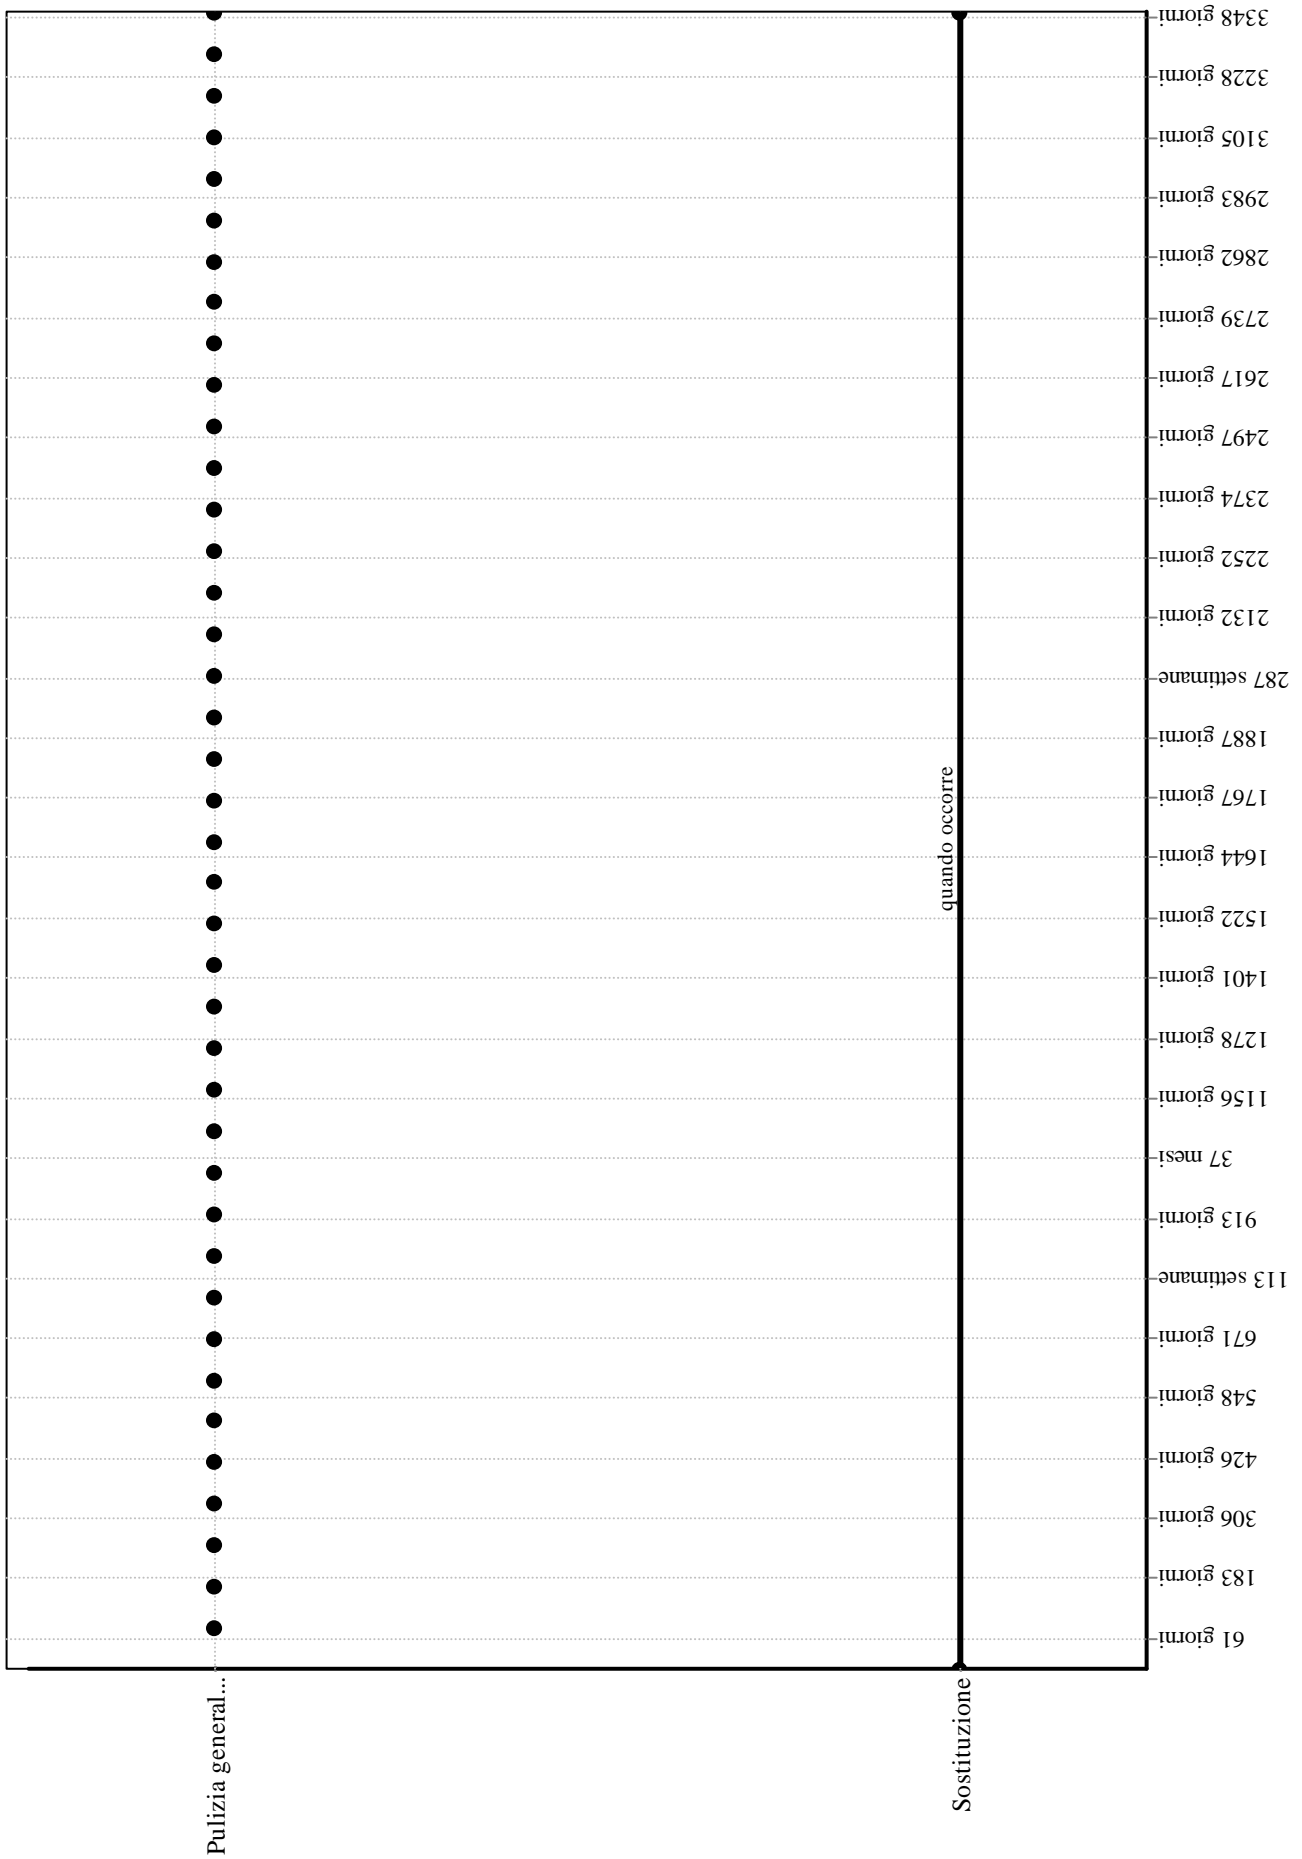 3348 giorni
3228 giorni
3105 giorni
2983 giorni
2862 giorni
2739 giorni
2617 giorni
2497 giorni
2374 giorni
2252 giorni
2132 giorni
287 settimane
1887 giorni
1767 giorni
1644 giorni
1522 giorni
1401 giorni
1278 giorni
1156 giorni
37 mesi
913 giorni
113 settimane
671 giorni
548 giorni
426 giorni
306 giorni
183 giorni
61 giorni
quando occorre
Pulizia general...
Sostituzione